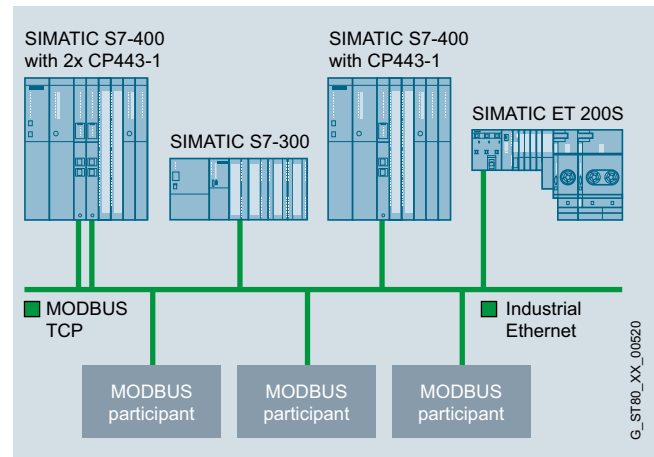 SIMATIC S7-400
with 2x CP443-1
SIMATIC S7-300
SIMATIC S7-400
with CP443-1
SIMATIC ET 200S
MODBUS
TCP
Industrial
Ethernet
MODBUS
participant
MODBUS
participant
MODBUS
participant
G_ST80_XX_00520